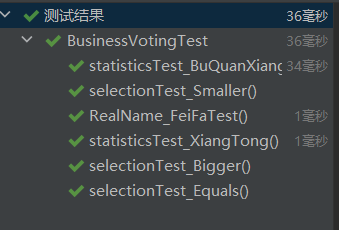 测试结果 36毫秒
BusinessVotingTest 36毫秒
statisticsTest_BuQuanXiang 34毫秒
selectionTest_Smaller()
RealName_FeiFaTest() 1毫秒
statisticsTest_XiangTong() 1毫秒
selectionTest_Bigger()
selectionTest_Equals()